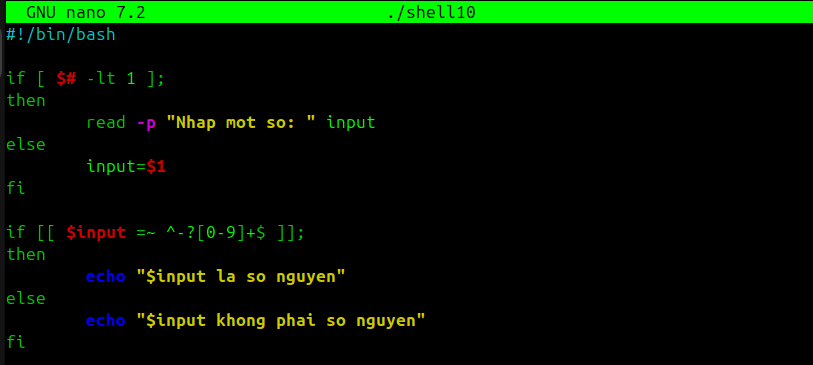 GNU nano 7.2 ./shell10
#!/bin/bash
if [ $# -lt 1 ];
then
read -p "Nhap mot so: " input
else
input=$1
fi
if [[ $input =~ ^-?[0-9]+$ ]];
then
echo "$input la so nguyen"
else
echo "$input khong phai so nguyen"
fi